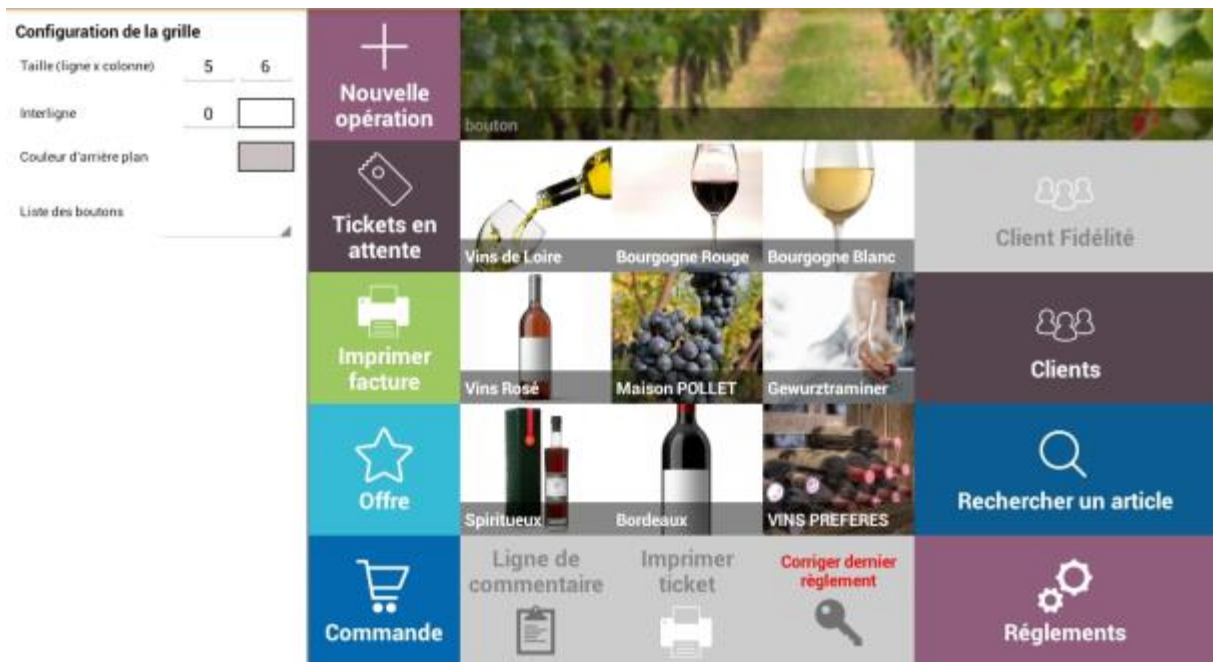 Configuration de la grille
Taille (ligne x colonne) 5 6
Interligne 0
Couleur d'arrière plan
Liste des boutons
Nouvelle
opération
bouton
Tickets en
attente
Vins de Loire
Bourgogne Rouge
Bourgogne Blanc
Client Fidélité
Imprimer
facture
Vins Rosé
Maison POLLET
Gewurztraminer
Clients
Offre
Spiritueux
Bordeaux
VINS PREFERES
Rechercher un article
Commande
Ligne de
commentaire
Imprimer
ticket
Corriger dernier
règlement
Réglements